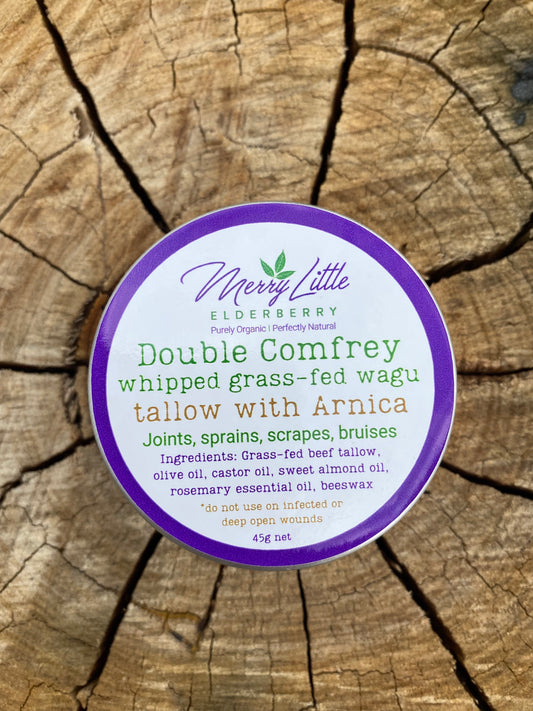 Merry Little
ELDERBERRY
Purely Organic | Perfectly Natural
Double Comfrey
whipped grass-fed wagu
tallow with Arnica
Joints, sprains, scrapes, bruises
Ingredients: Grass-fed beef tallow,
olive oil, castor oil, sweet almond oil,
rosemary essential oil, beeswax
*do not use on infected or
deep open wounds
45g net